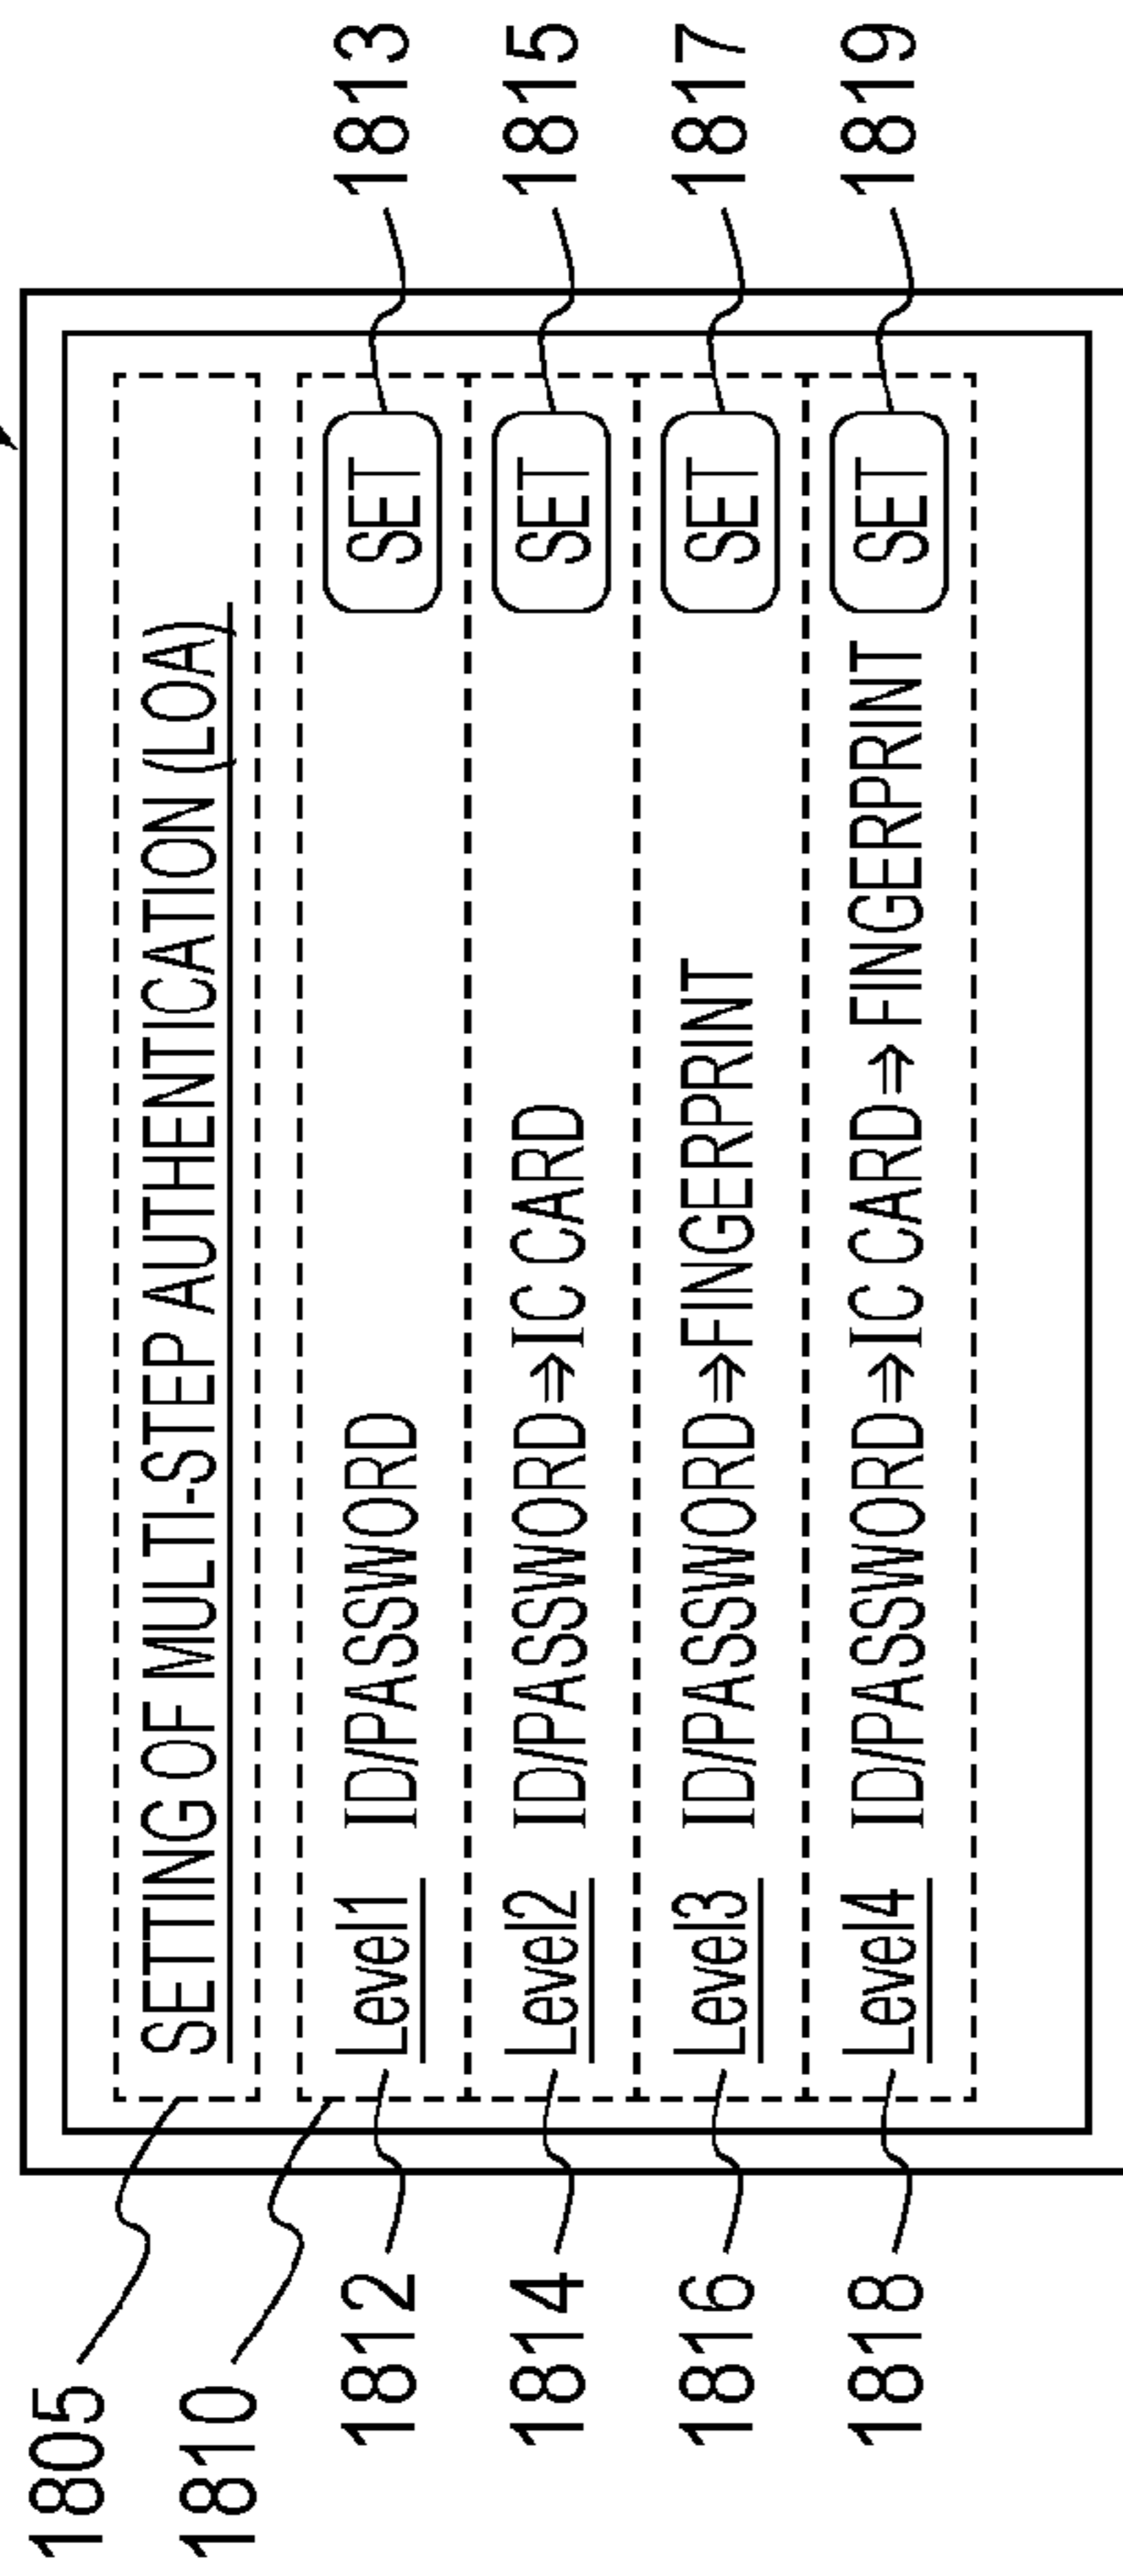 1805
SETTING OF MULTI-STEP AUTHENTICATION (LOA)
1810
1812 Level1 ID/PASSWORD SET 1813
1814 Level2 ID/PASSWORD⇒IC CARD SET 1815
1816 Level3 ID/PASSWORD⇒FINGERPRINT SET 1817
1818 Level4 ID/PASSWORD⇒IC CARD⇒FINGERPRINT SET 1819